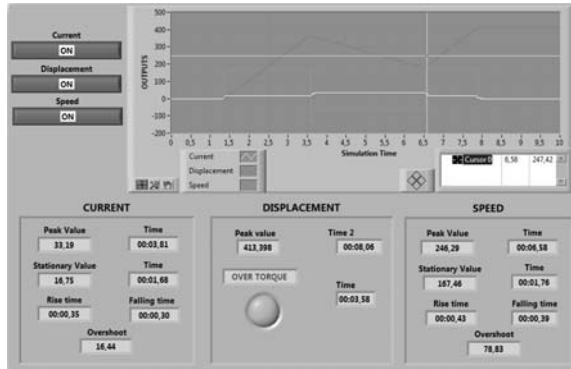 Current
ON
Displacement
ON
Speed
ON
OUTPUTS
500
400
300
200
100
0
-100
-200
0 0,5 1 1,5 2 2,5 3 3,5 4 4,5 5 5,5 6 6,5 7 7,5 8 8,5 9 9,5 10
Simulation Time
Current
Displacement
Speed
Cursor 0 6,58 247,42
CURRENT
Peak Value Time
33,19 00:03,81
Stationary Value Time
16,75 00:01,68
Rise time Falling time
00:00,35 00:00,30
Overshoot
16,44
DISPLACEMENT
Peak value Time 2
413,398 00:08,06
OVER TORQUE
Time
00:03,58
SPEED
Peak Value Time
246,29 00:06,58
Stationary Value Time
167,46 00:01,76
Rise time Falling time
00:00,43 00:00,39
Overshoot
78,83